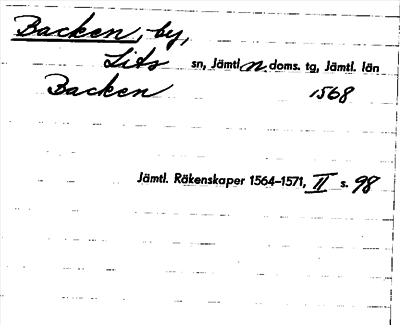 Backen, by,
Lits sn, Jämtl. n. doms. tg, Jämtl. län
Backen 1568
Jämtl. Räkenskaper 1564–1571, II s. 98